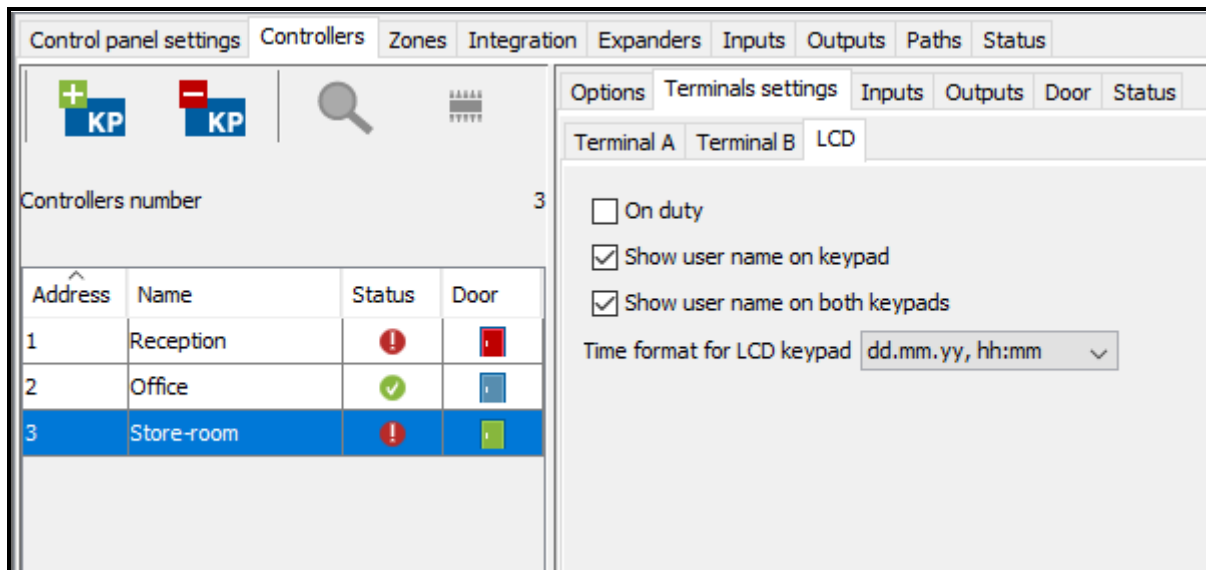 Control panel settings Controllers Zones Integration Expanders Inputs Outputs Paths Status
KP KP
Controllers number 3
Address Name Status Door
1 Reception
2 Office
3 Store-room
Options Terminals settings Inputs Outputs Door Status
Terminal A Terminal B LCD
On duty
Show user name on keypad
Show user name on both keypads
Time format for LCD keypad dd.mm.yy, hh:mm